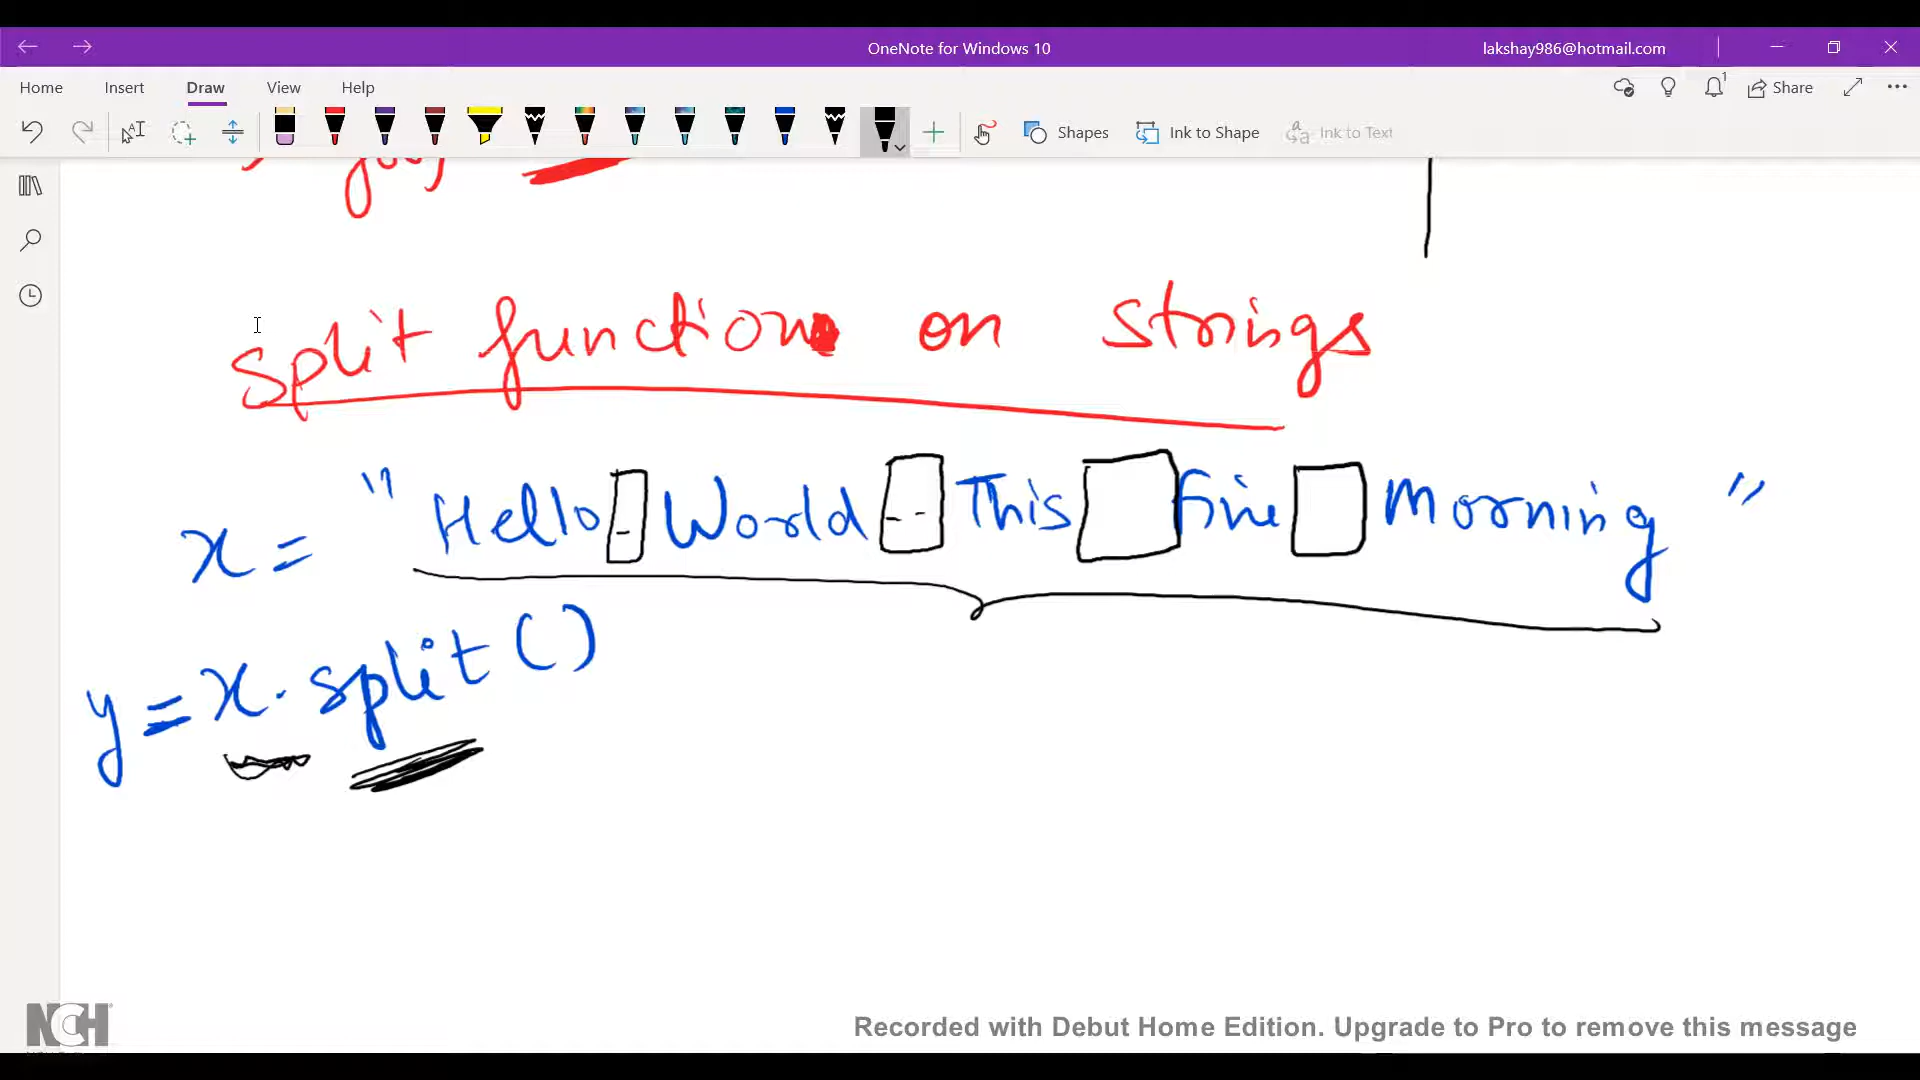 OneNote for Windows 10
lakshay986@hotmail.com
Home Insert Draw View Help
1
Share
Shapes Ink to Shape Ink to Text
split function on strings
x = " Hello World This Fine Morning "
y = x. split ( )
NCH
Recorded with Debut Home Edition. Upgrade to Pro to remove this message